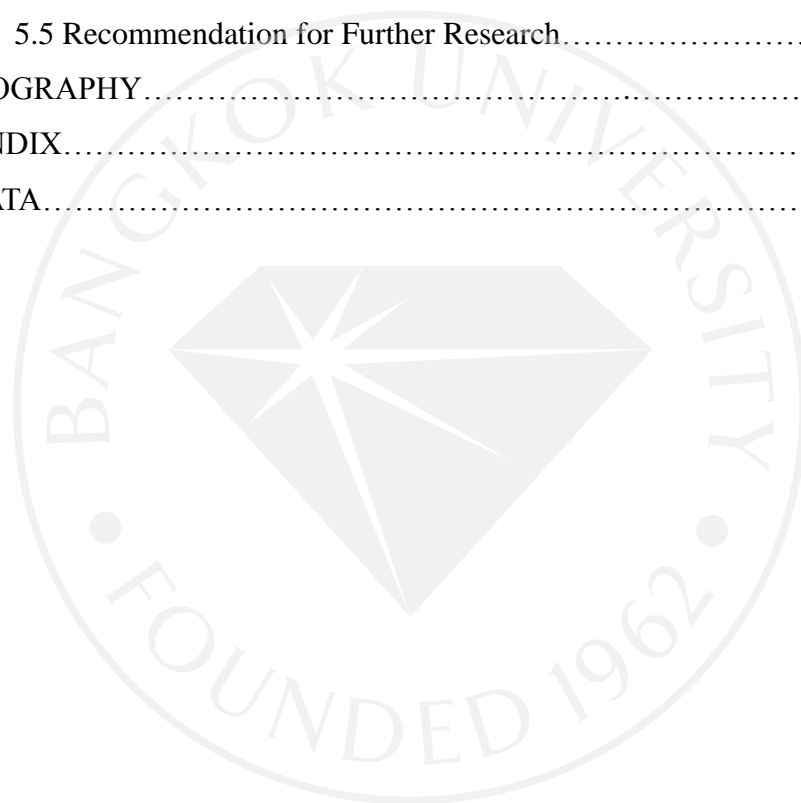 5.5 Recommendation for Further Research……………………
OGRAPHY……………………………………….……………
NDIX……………………………………………………………
ATA………………………………………………………………
BANGKOK UNIVERSITY
FOUNDED 1962